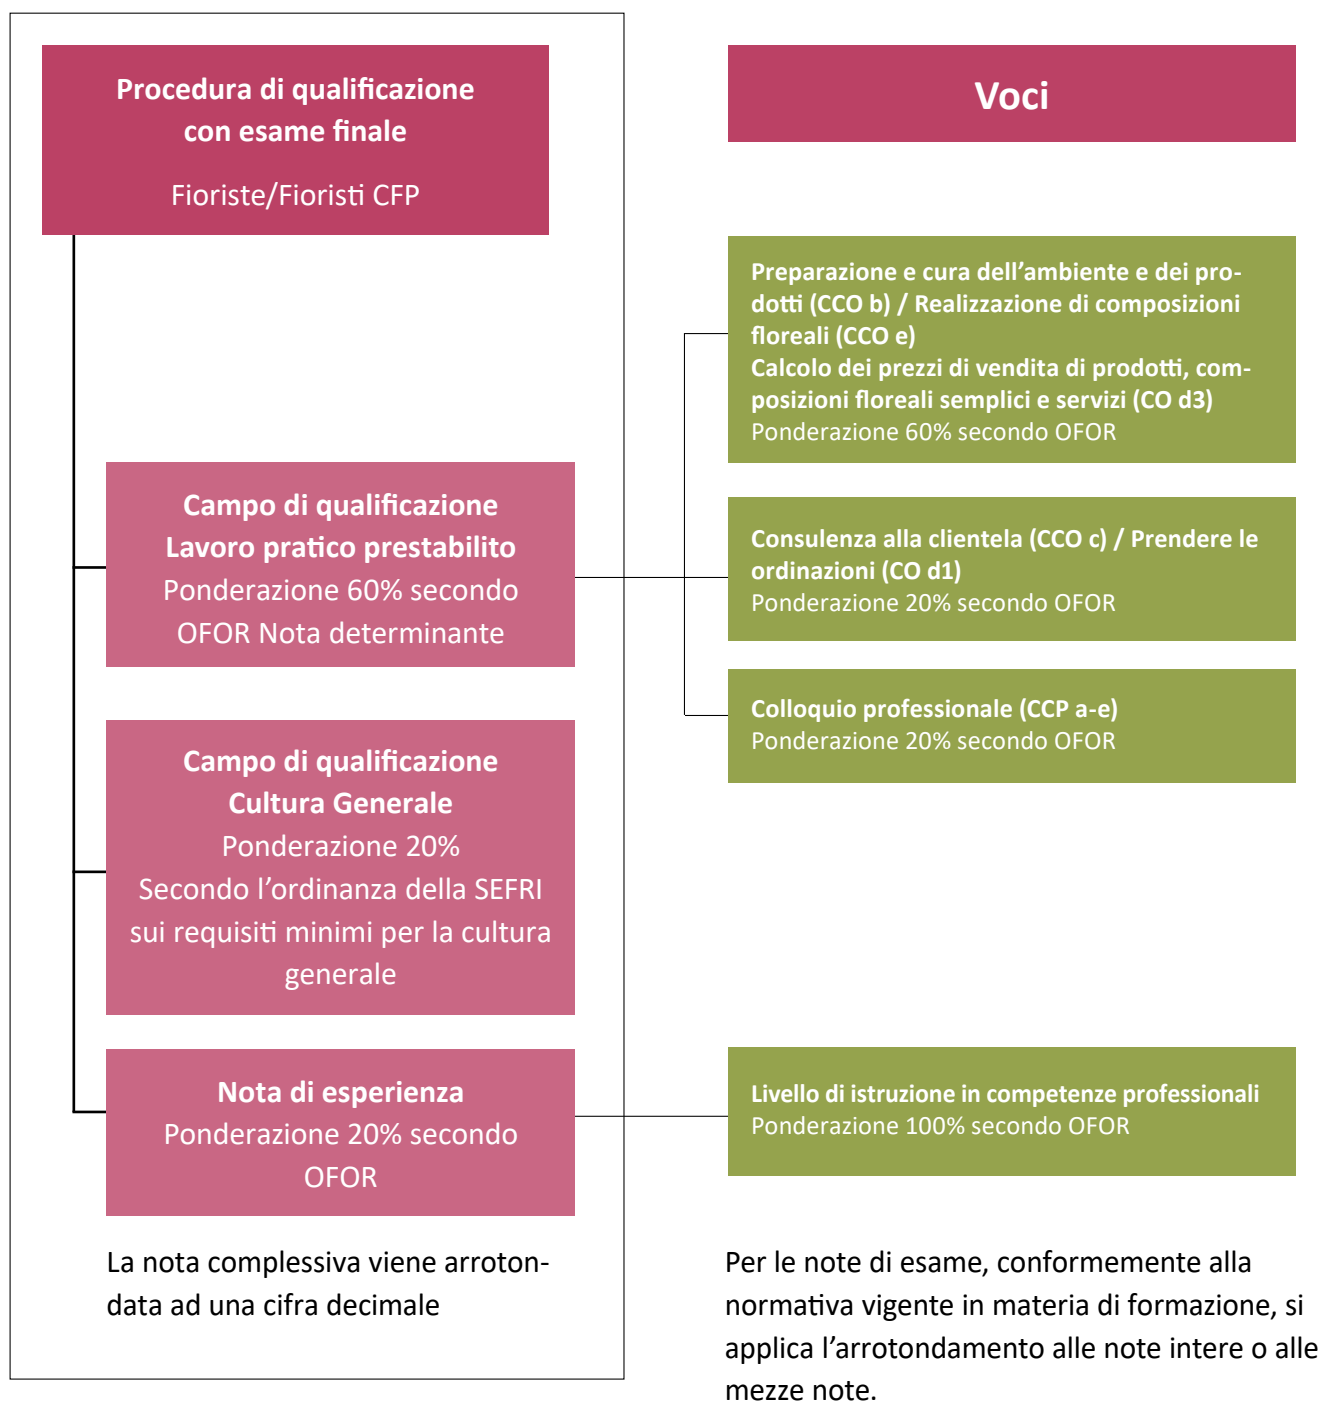 Procedura di qualificazione
con esame finale
Fioriste/Fioristi CFP
Campo di qualificazione
Lavoro pratico prestabilito
Ponderazione 60% secondo
OFOR Nota determinante
Campo di qualificazione
Cultura Generale
Ponderazione 20%
Secondo l’ordinanza della SEFRI
sui requisiti minimi per la cultura
generale
Nota di esperienza
Ponderazione 20% secondo
OFOR
La nota complessiva viene arroton-
data ad una cifra decimale
Voci
Preparazione e cura dell’ambiente e dei pro-
dotti (CCO b) / Realizzazione di composizioni
floreali (CCO e)
Calcolo dei prezzi di vendita di prodotti, com-
posizioni floreali semplici e servizi (CO d3)
Ponderazione 60% secondo OFOR
Consulenza alla clientela (CCO c) / Prendere le
ordinazioni (CO d1)
Ponderazione 20% secondo OFOR
Colloquio professionale (CCP a-e)
Ponderazione 20% secondo OFOR
Livello di istruzione in competenze professionali
Ponderazione 100% secondo OFOR
Per le note di esame, conformemente alla
normativa vigente in materia di formazione, si
applica l’arrotondamento alle note intere o alle
mezze note.